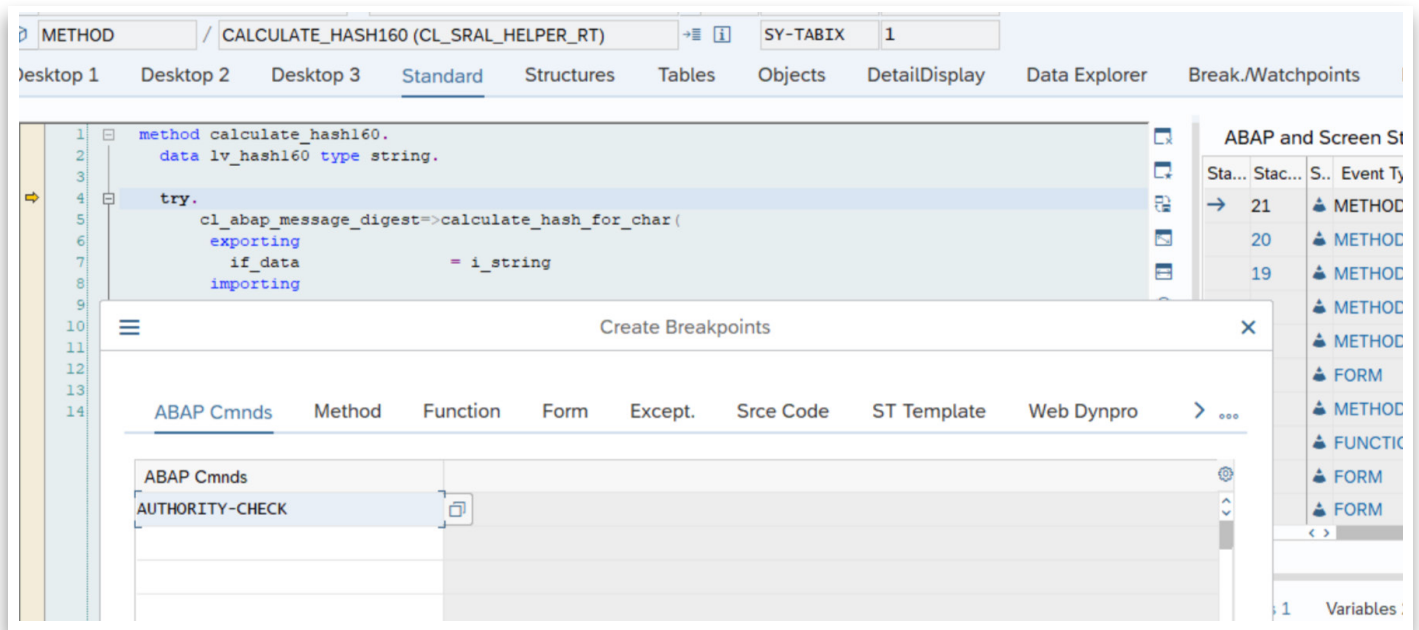 METHOD / CALCULATE_HASH160 (CL_SRAL_HELPER_RT) SY-TABIX 1
Desktop 1 Desktop 2 Desktop 3 Standard Structures Tables Objects DetailDisplay Data Explorer Break./Watchpoints
1 method calculate_hash160.
2 data lv_hash160 type string.
3
4 try.
5 cl_abap_message_digest=>calculate_hash_for_char(
6 exporting
7 if_data = i_string
8 importing
9
10
11
12
13
14
ABAP and Screen St
Sta... Stac... S.. Event Ty
21 METHOD
20 METHOD
19 METHOD
METHOD
METHOD
FORM
METHOD
FUNCTIO
FORM
FORM
Create Breakpoints
ABAP Cmnds Method Function Form Except. Srce Code ST Template Web Dynpro
ABAP Cmnds
AUTHORITY-CHECK
s 1 Variables